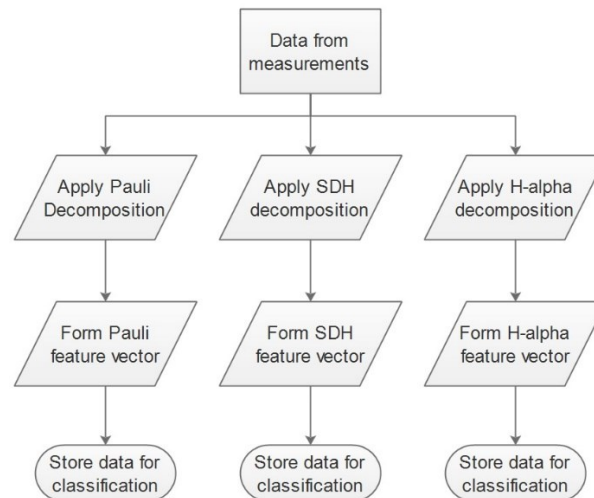 Data from
measurements
Apply Pauli
Decomposition
Apply SDH
decomposition
Apply H-alpha
decomposition
Form Pauli
feature vector
Form SDH
feature vector
Form H-alpha
feature vector
Store data for
classification
Store data for
classification
Store data for
classification